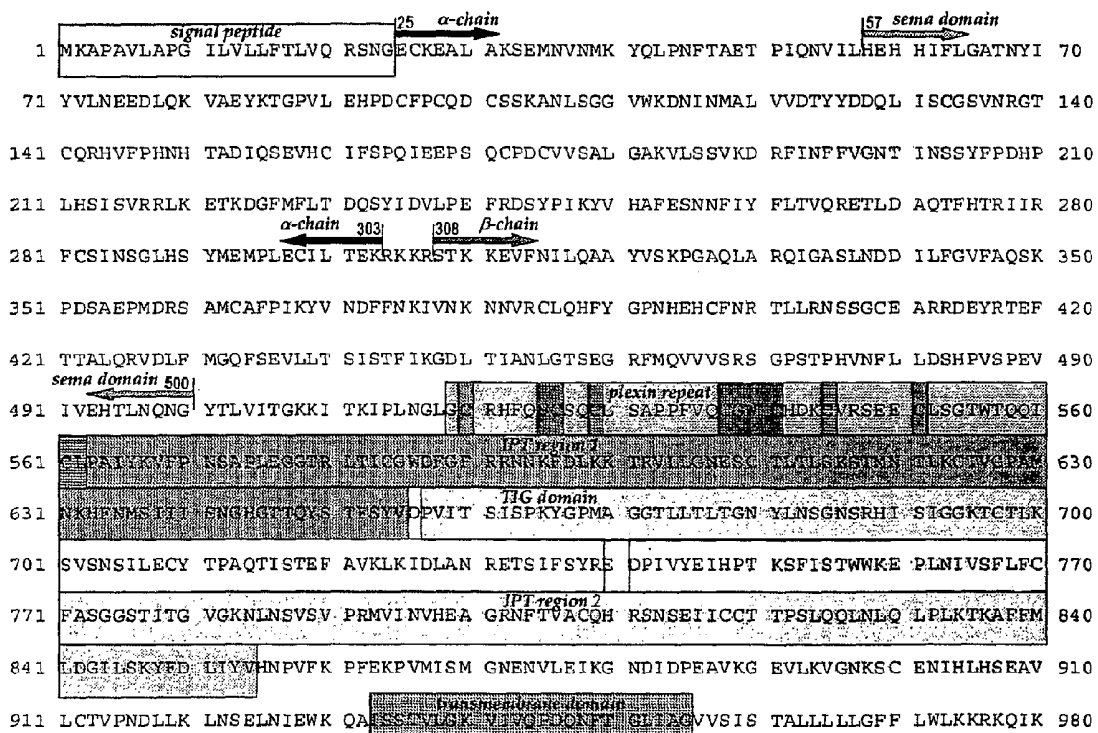 signal peptide 25 α-chain 57 sema domain
1 MKAPAVLAPG ILVLLFTLVQ RSNGECKEAL AKSEMNVNMK YQLPNFTAET PIQNVILHEH HIFLGATNYI 70
71 YVLNEEDLQK VAEYKTGPVL EHPDCFPCQD CSSKANLSGG VWKDNINMAL VVDTYYDDQL ISCGSVNRGT 140
141 CQRHVFPHNH TADIQSEVHC IFSPQIEEPS QCPDCVVSAL GAKVLSSVKD RFINFFVGNT INSSYFPDHP 210
211 LHSISVRRLK ETKDGFMFLT DQSYIDVLPE FRDSYPIKYV HAFESNNFIY FLTVQRETLD AQTFHTRIIR 280
α-chain 303 308 β-chain
281 FCSINSGLHS YMEMPLECIL TEKRKKRSTK KEVFNILQAA YVSKPGAQLA RQIGASLNDD ILFGVFAQSK 350
351 PDSAEPMDRS AMCAFPIKYV NDFFNKIVNK NNVRCLQHFY GPNHEHCFNR TLLRNSSGCE ARRDEYRTEF 420
421 TTALQRVDLF MGQFSEVLLT SISTFIKGDL TIANLGTSEG RFMQVVVSRS GPSTPHVNFL LDSHPVSPEV 490
sema domain 500 plexin repeat
491 IVEHTLNQNG YTLVITGKKI TKIPLNGLGC RHFQSCSQCL SAPPFVQCGWC HDKCVRSEE CLSGTWTQQI 560
IPT region 1
561 CLPAIYKVFP NSAPLEGGTR LTICGWDFGF RRNNKFDLKK TRVLLGNESC TLTLSESTMN TLKCTVGPAM 630
TIG domain
631 NKHFNMSIII SNGHGTTQYS TFSYVDPVIT SISPKYGPMA GGTLLTLTGN YLNSGNSRHI SIGGKTCTLK 700
701 SVSNSILECY TPAQTISTEF AVKLKIDLAN RETSIFSYRE DPIVYEIHPT KSFISTWWKE PLNIVSFLFC 770
IPT region 2
771 FASGGSTITG VGKNLNSVSV PRMVINVHEA GRNFTVACQH RSNSEIICCT TPSLQQLNLQ LPLKTKAFFM 840
841 LDGILSKYFD LIYVHNPVFK PFEKPVMISM GNENVLEIKG NDIDPEAVKG EVLKVGNKSC ENIHLHSEAV 910
transmembrane domain
911 LCTVPNDLLK LNSELNIEWK QAISSTVLGK VIVQPDQNFT GLIAGVVSIS TALLLLLGFF LWLKKRKQIK 980